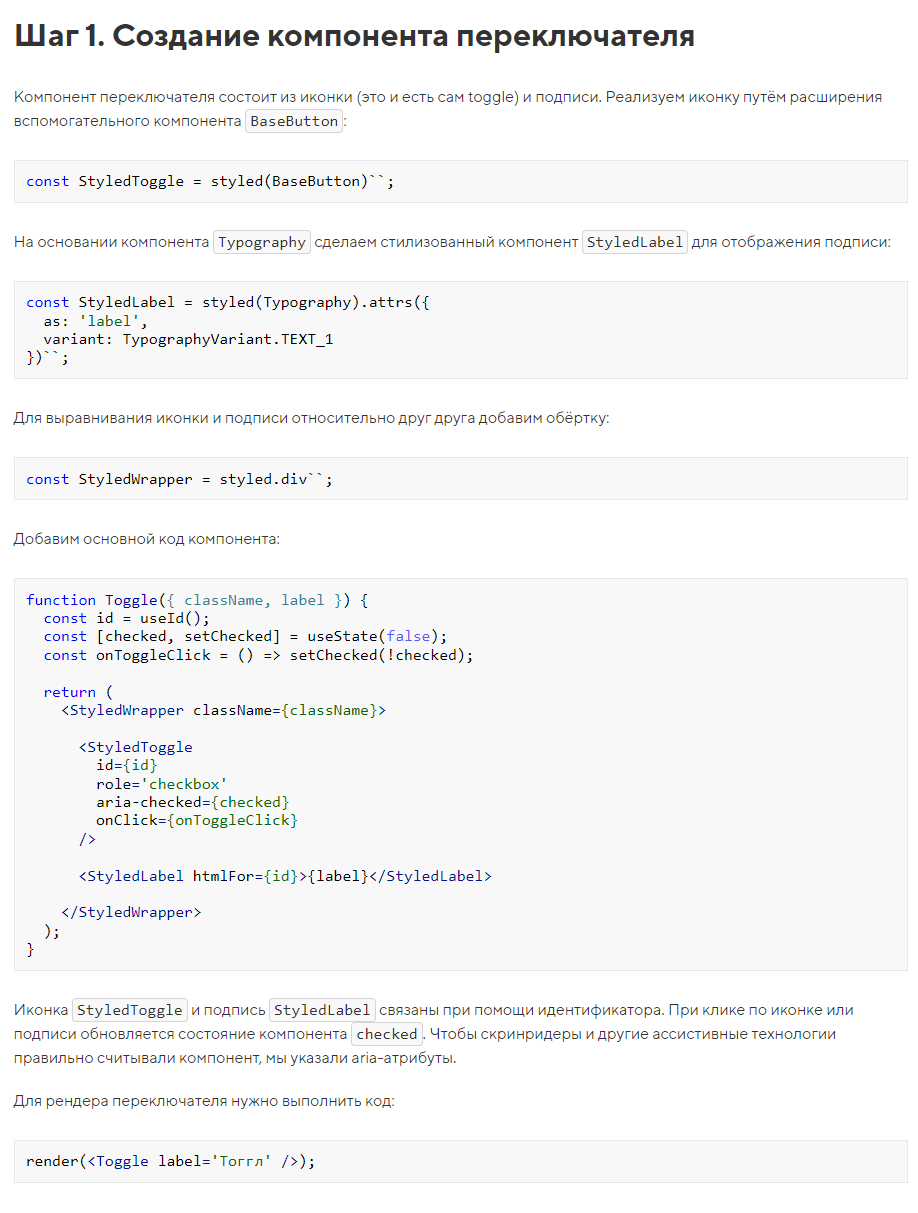 Шаг 1. Создание компонента переключателя
Компонент переключателя состоит из иконки (это и есть сам toggle) и подписи. Реализуем иконку путём расширения
вспомогательного компонента BaseButton:
const StyledToggle = styled(BaseButton)``;
На основании компонента Typography сделаем стилизованный компонент StyledLabel для отображения подписи:
const StyledLabel = styled(Typography).attrs({
  as: 'label',
  variant: TypographyVariant.TEXT_1
})``;
Для выравнивания иконки и подписи относительно друг друга добавим обёртку:
const StyledWrapper = styled.div``;
Добавим основной код компонента:
function Toggle({ className, label }) {
  const id = useId();
  const [checked, setChecked] = useState(false);
  const onToggleClick = () => setChecked(!checked);
  return (
    <StyledWrapper className={className}>
      <StyledToggle
        id={id}
        role='checkbox'
        aria-checked={checked}
        onClick={onToggleClick}
      />
      <StyledLabel htmlFor={id}>{label}</StyledLabel>
    </StyledWrapper>
  );
}
Иконка StyledToggle и подпись StyledLabel связаны при помощи идентификатора. При клике по иконке или
подписи обновляется состояние компонента checked. Чтобы скринридеры и другие ассистивные технологии
правильно считывали компонент, мы указали aria-атрибуты.
Для рендера переключателя нужно выполнить код:
render(<Toggle label='Тоггл' />);